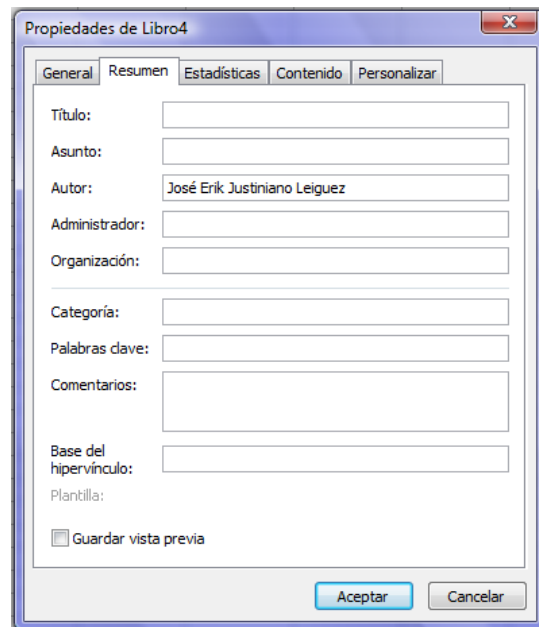 Propiedades de Libro4
General Resumen Estadísticas Contenido Personalizar
Título:
Asunto:
Autor: José Erik Justiniano Leiguez
Administrador:
Organización:
Categoría:
Palabras clave:
Comentarios:
Base del
hipervínculo:
Plantilla:
Guardar vista previa
Aceptar Cancelar